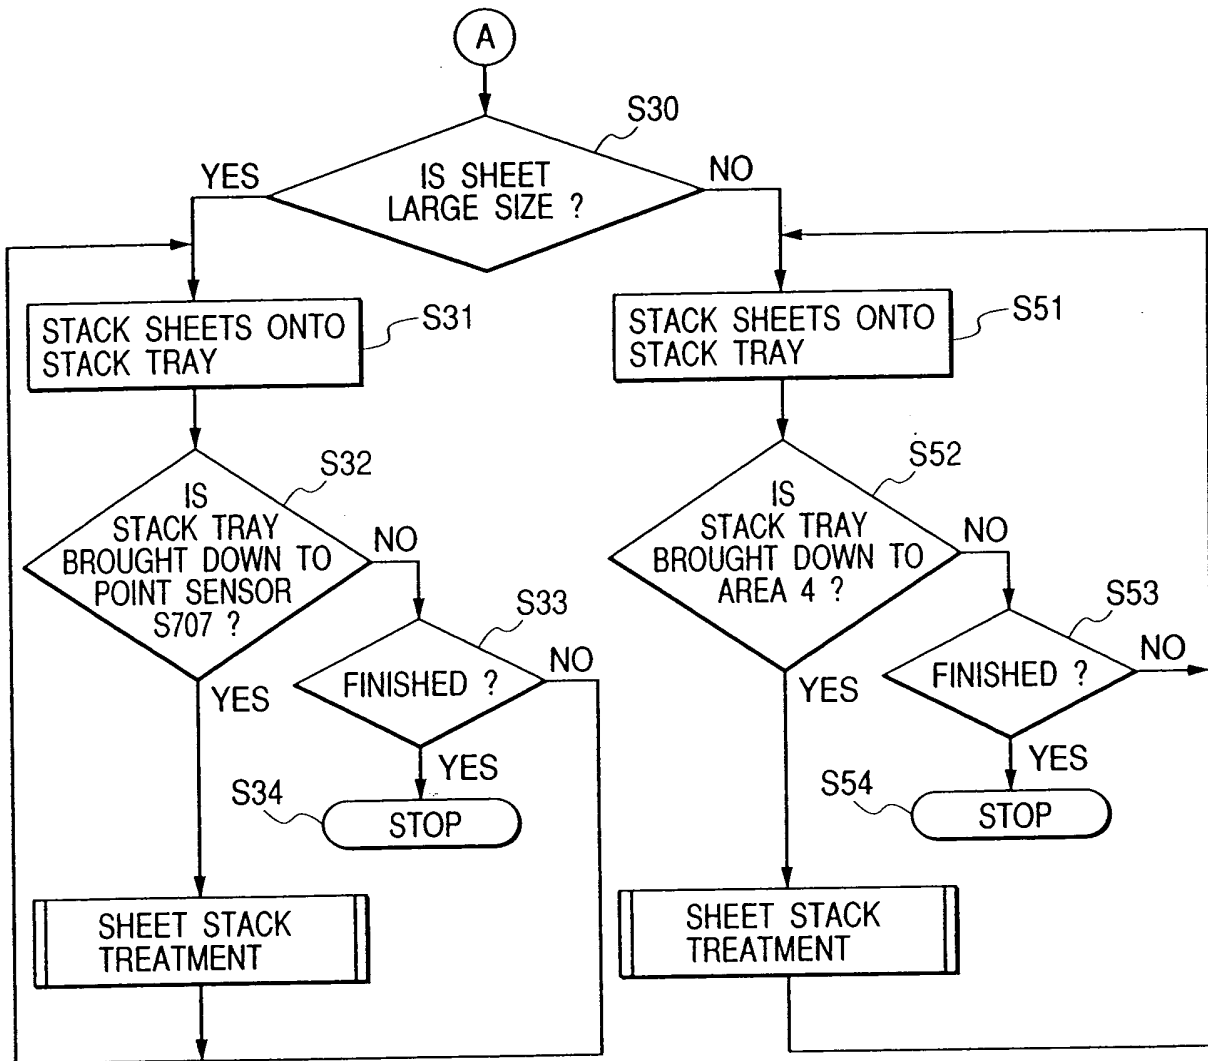 A
S30
YES
NO
IS SHEET
LARGE SIZE ?
STACK SHEETS ONTO
STACK TRAY
S31
STACK SHEETS ONTO
STACK TRAY
S51
S32
IS
STACK TRAY
BROUGHT DOWN TO
POINT SENSOR
S707 ?
NO
YES
S33
FINISHED ?
NO
YES
S34
STOP
S52
IS
STACK TRAY
BROUGHT DOWN TO
AREA 4 ?
NO
YES
S53
FINISHED ?
NO
YES
S54
STOP
SHEET STACK
TREATMENT
SHEET STACK
TREATMENT